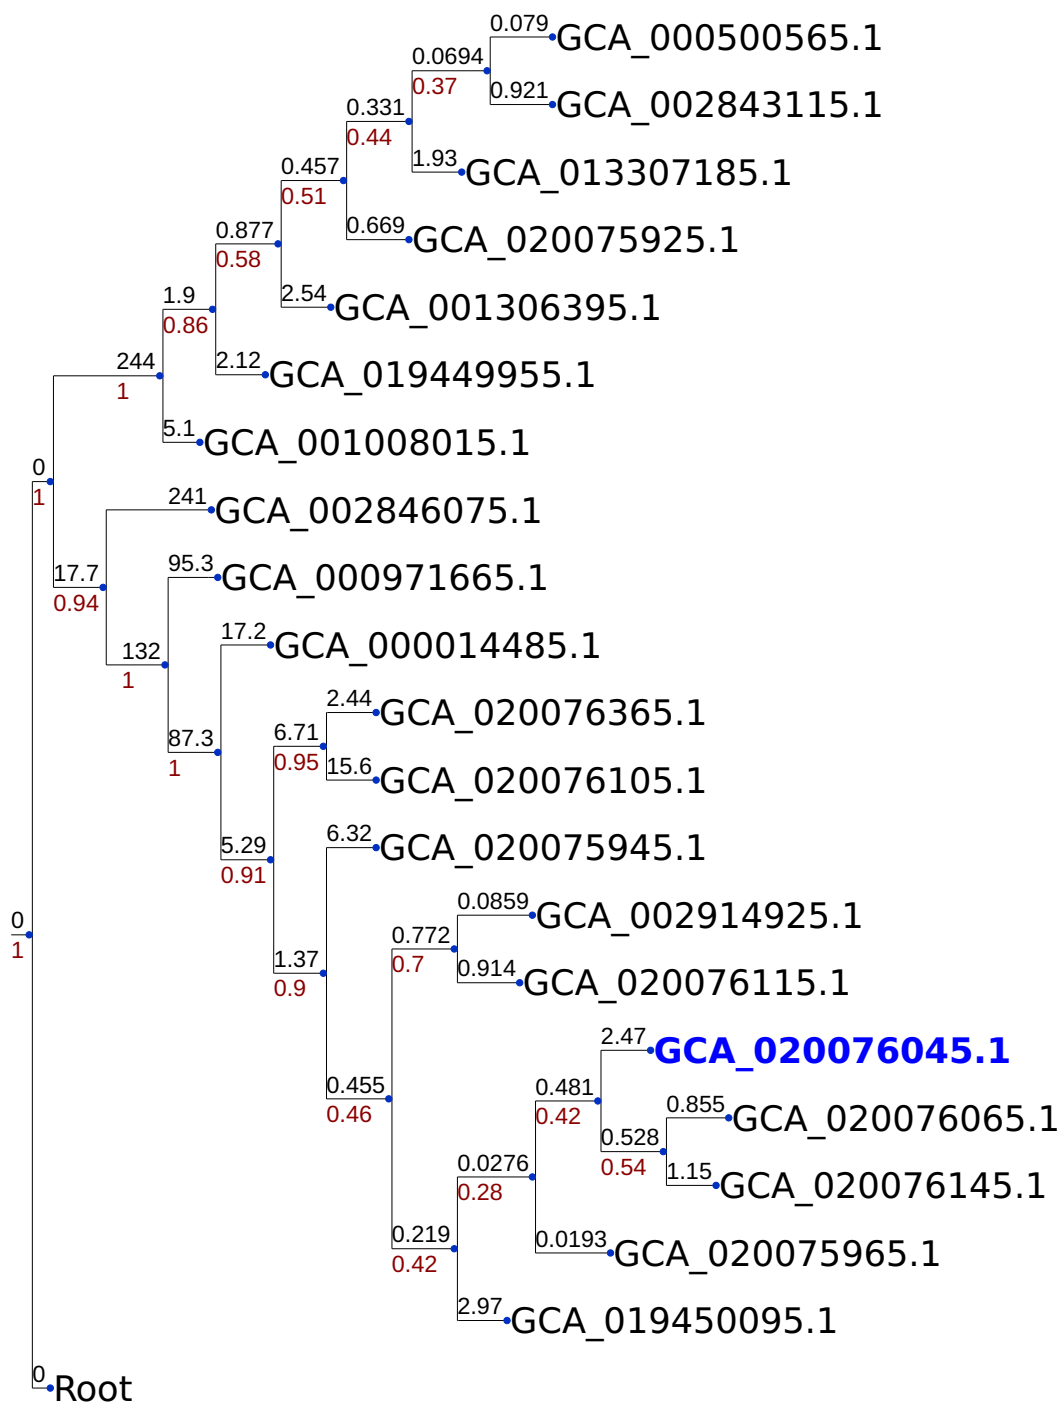 0.079
GCA_000500565.1
0.0694
0.37
0.921
GCA_002843115.1
0.331
0.44
1.93
GCA_013307185.1
0.457
0.51
0.669
GCA_020075925.1
0.877
0.58
2.54
GCA_001306395.1
1.9
0.86
2.12
GCA_019449955.1
244
1
5.1
GCA_001008015.1
0
1
241
GCA_002846075.1
17.7
0.94
95.3
GCA_000971665.1
132
1
17.2
GCA_000014485.1
87.3
1
2.44
GCA_020076365.1
6.71
0.95
15.6
GCA_020076105.1
5.29
0.91
6.32
GCA_020075945.1
0
1
1.37
0.9
0.0859
GCA_002914925.1
0.772
0.7
0.914
GCA_020076115.1
0.455
0.46
2.47
GCA_020076045.1
0.481
0.42
0.855
GCA_020076065.1
0.528
0.54
1.15
GCA_020076145.1
0.0276
0.28
0.0193
GCA_020075965.1
0.219
0.42
2.97
GCA_019450095.1
0
Root